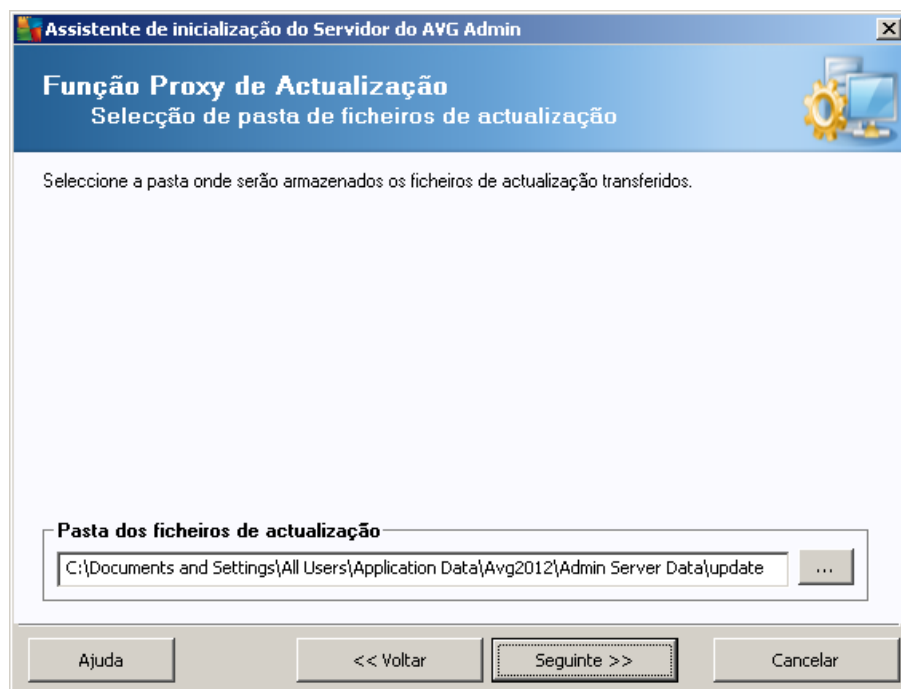 Assistente de inicialização do Servidor do AVG Admin
Função Proxy de Actualização
Selecção de pasta de ficheiros de actualização
Seleccione a pasta onde serão armazenados os ficheiros de actualização transferidos.
Pasta dos ficheiros de actualização
C:\Documents and Settings\All Users\Application Data\Avg2012\Admin Server Data\update
...
Ajuda
<< Voltar
Seguinte >>
Cancelar